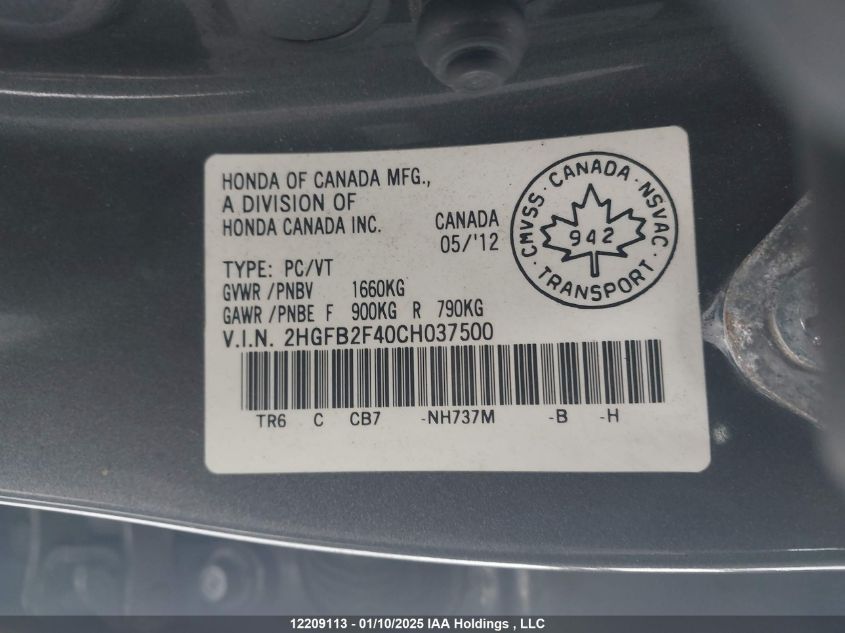 HONDA OF CANADA MFG.,
A DIVISION OF
HONDA CANADA INC.
CANADA
05/'12
CMVSS · CANADA · NSVAC · TRANSPORT ·
942
TYPE: PC/VT
GVWR /PNBV 1660KG
GAWR /PNBE F 900KG R 790KG
V.I.N. 2HGFB2F40CH037500
TR6 C CB7 -NH737M -B -H
12209113 - 01/10/2025 IAA Holdings , LLC